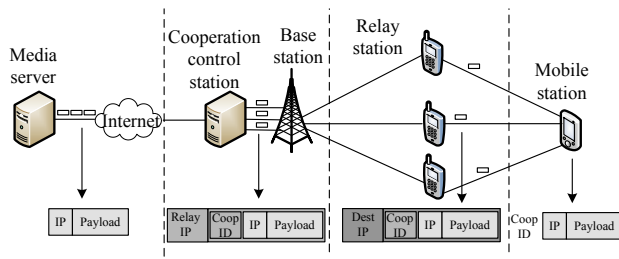 Media
server
Cooperation
control
station
Base
station
Relay
station
Mobile
station
Internet
IP Payload
Relay
IP
Coop
ID
IP Payload
Dest
IP
Coop
ID
IP Payload
Coop
ID
IP Payload